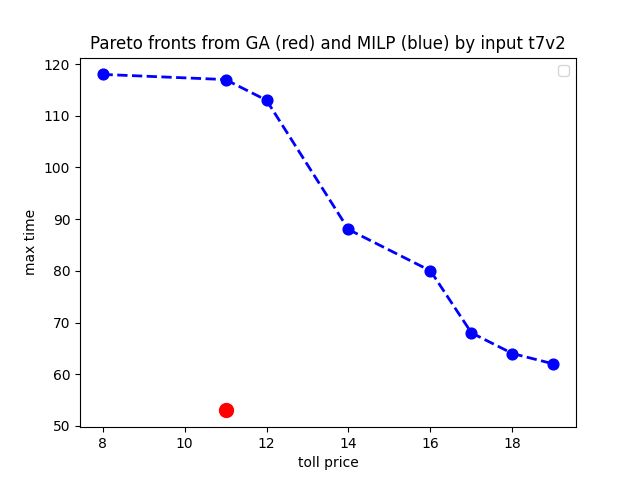 Pareto fronts from GA (red) and MILP (blue) by input t7v2
120
110
100
90
80
70
60
50
max time
8 10 12 14 16 18
toll price